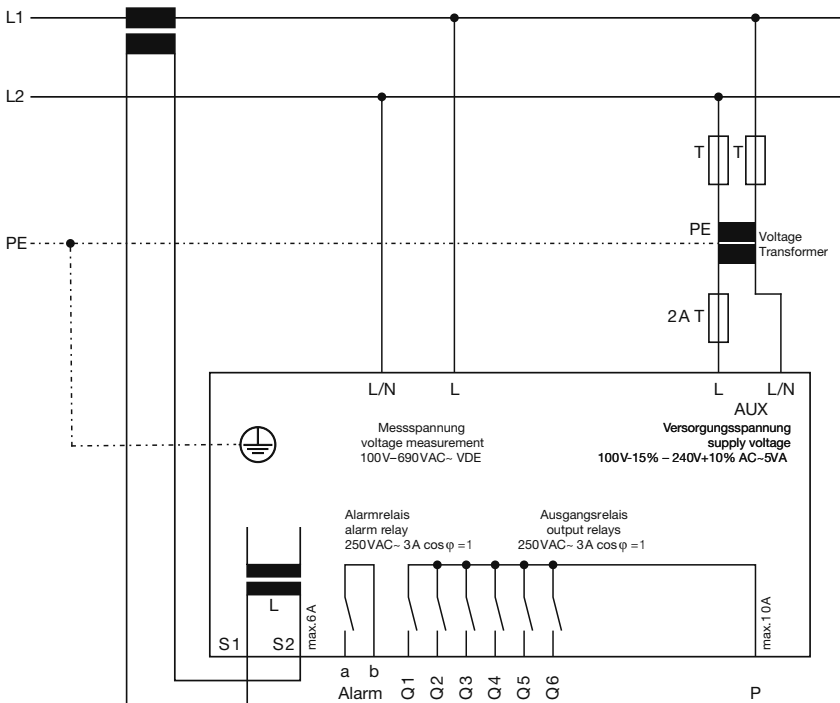 L1
L2
T T
PE PE Voltage
Transformer
2A T
L/N L L L/N
AUX
Messspannung
voltage measurement
100V–690VAC~ VDE
Versorgungsspannung
supply voltage
100V-15% – 240V+10% AC~5VA
Alarmrelais
alarm relay
250VAC~ 3A cosφ=1
Ausgangsrelais
output relays
250VAC~ 3A cosφ=1
L
S1 S2
max.6A
max.10A
a b
Alarm
Q1
Q2
Q3
Q4
Q5
Q6
P